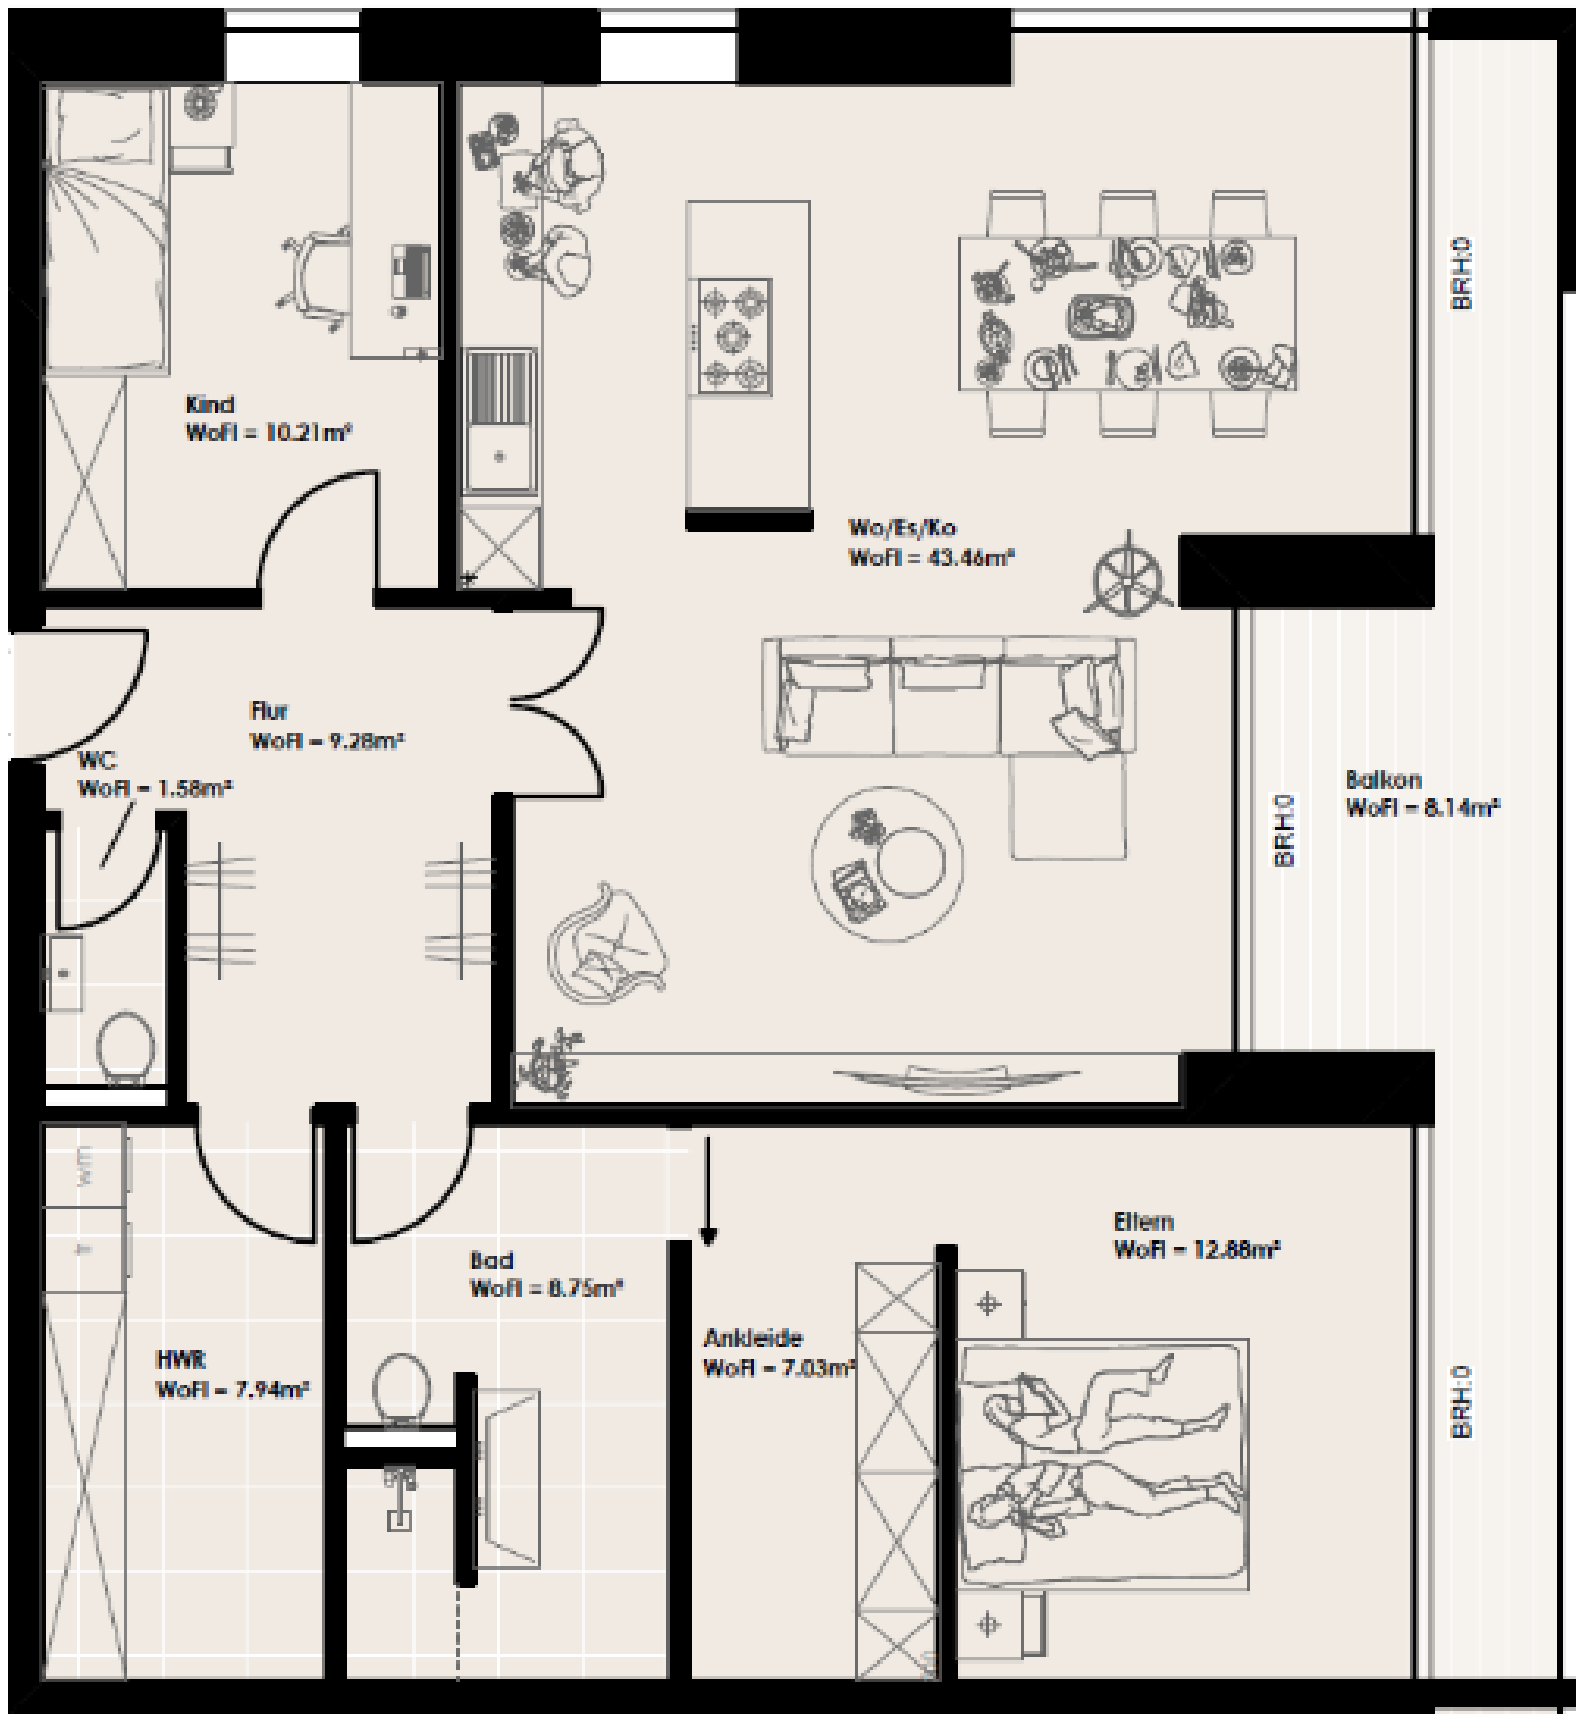 Kind
WoFl = 10.21m²
BRH:0
Wo/Es/Ko
WoFl = 43.46m²
Flur
WoFl = 9.28m²
WC
WoFl = 1.58m²
Balkon
WoFl = 8.14m²
BRH:0
wm
tr
Eltern
WoFl = 12.88m²
Bad
WoFl = 8.75m²
Ankleide
WoFl = 7.03m²
HWR
WoFl = 7.94m²
BRH:0